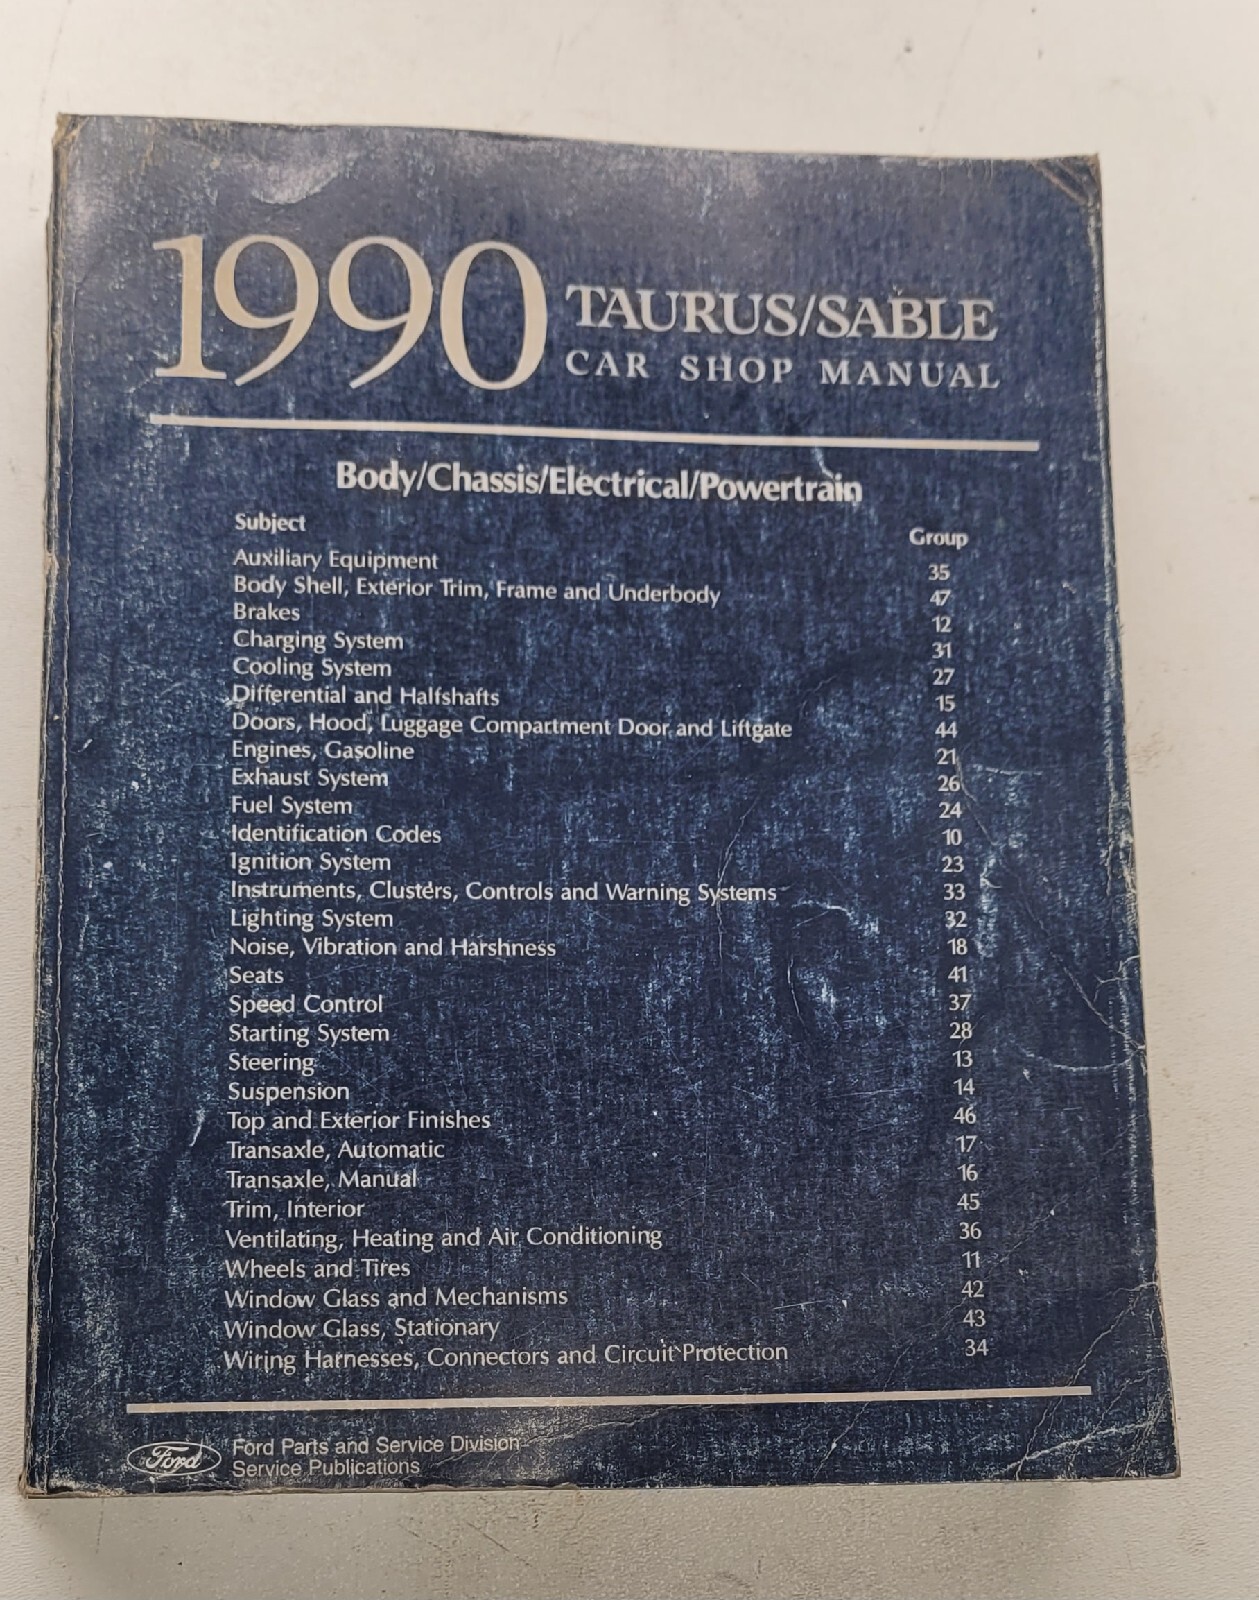 1990 TAURUS/SABLE
CAR SHOP MANUAL
Body/Chassis/Electrical/Powertrain
Subject Group
Auxiliary Equipment 35
Body Shell, Exterior Trim, Frame and Underbody 47
Brakes 12
Charging System 31
Cooling System 27
Differential and Halfshafts 15
Doors, Hood, Luggage Compartment Door and Liftgate 44
Engines, Gasoline 21
Exhaust System 26
Fuel System 24
Identification Codes 10
Ignition System 23
Instruments, Clusters, Controls and Warning Systems 33
Lighting System 32
Noise, Vibration and Harshness 18
Seats 41
Speed Control 37
Starting System 28
Steering 13
Suspension 14
Top and Exterior Finishes 46
Transaxle, Automatic 17
Transaxle, Manual 16
Trim, Interior 45
Ventilating, Heating and Air Conditioning 36
Wheels and Tires 11
Window Glass and Mechanisms 42
Window Glass, Stationary 43
Wiring Harnesses, Connectors and Circuit Protection 34
Ford Ford Parts and Service Division
Service Publications